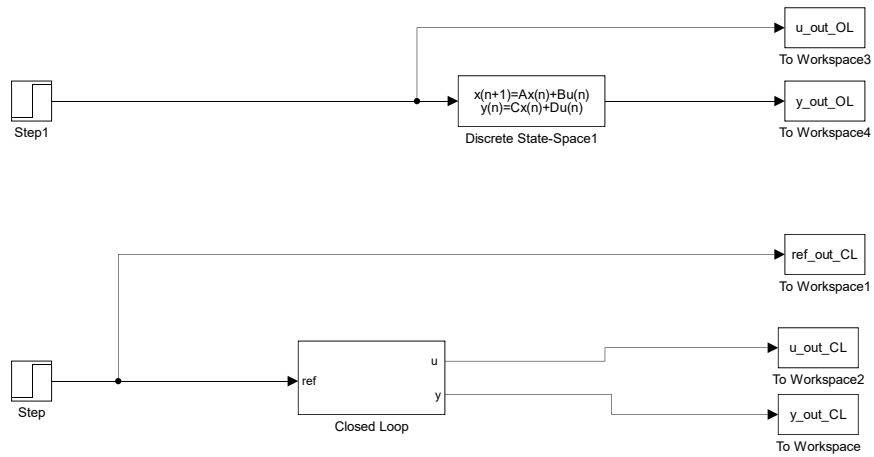 u_out_OL
To Workspace3
Step1
x(n+1)=Ax(n)+Bu(n)
y(n)=Cx(n)+Du(n)
Discrete State-Space1
y_out_OL
To Workspace4
ref_out_CL
To Workspace1
Step
ref
u
y
Closed Loop
u_out_CL
To Workspace2
y_out_CL
To Workspace